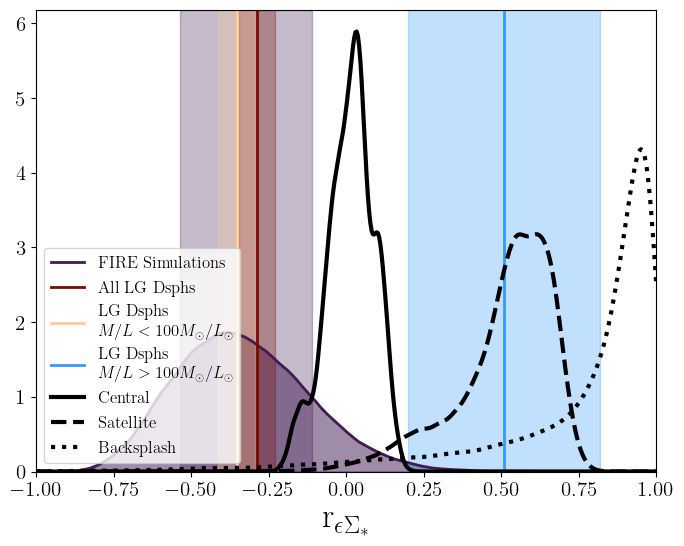 6
5
4
3
2
1
0
FIRE Simulations
All LG Dsphs
LG Dsphs
M/L < 100M⊙/L⊙
LG Dsphs
M/L > 100M⊙/L⊙
Central
Satellite
Backsplash
−1.00 −0.75 −0.50 −0.25 0.00 0.25 0.50 0.75 1.00
r_{ϵΣ_*}